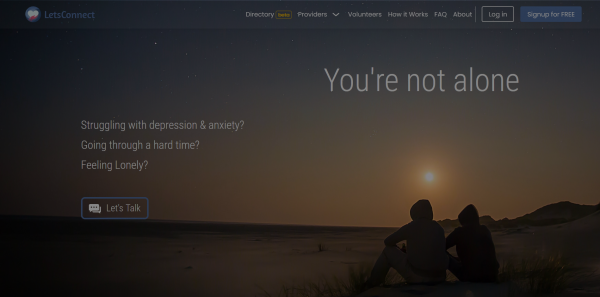 LetsConnect
Directory
Providers
Volunteers
How it Works
FAQ
About
Log in
Signup for FREE
You're not alone
Struggling with depression & anxiety?
Going through a hard time?
Feeling Lonely?
Let's Talk